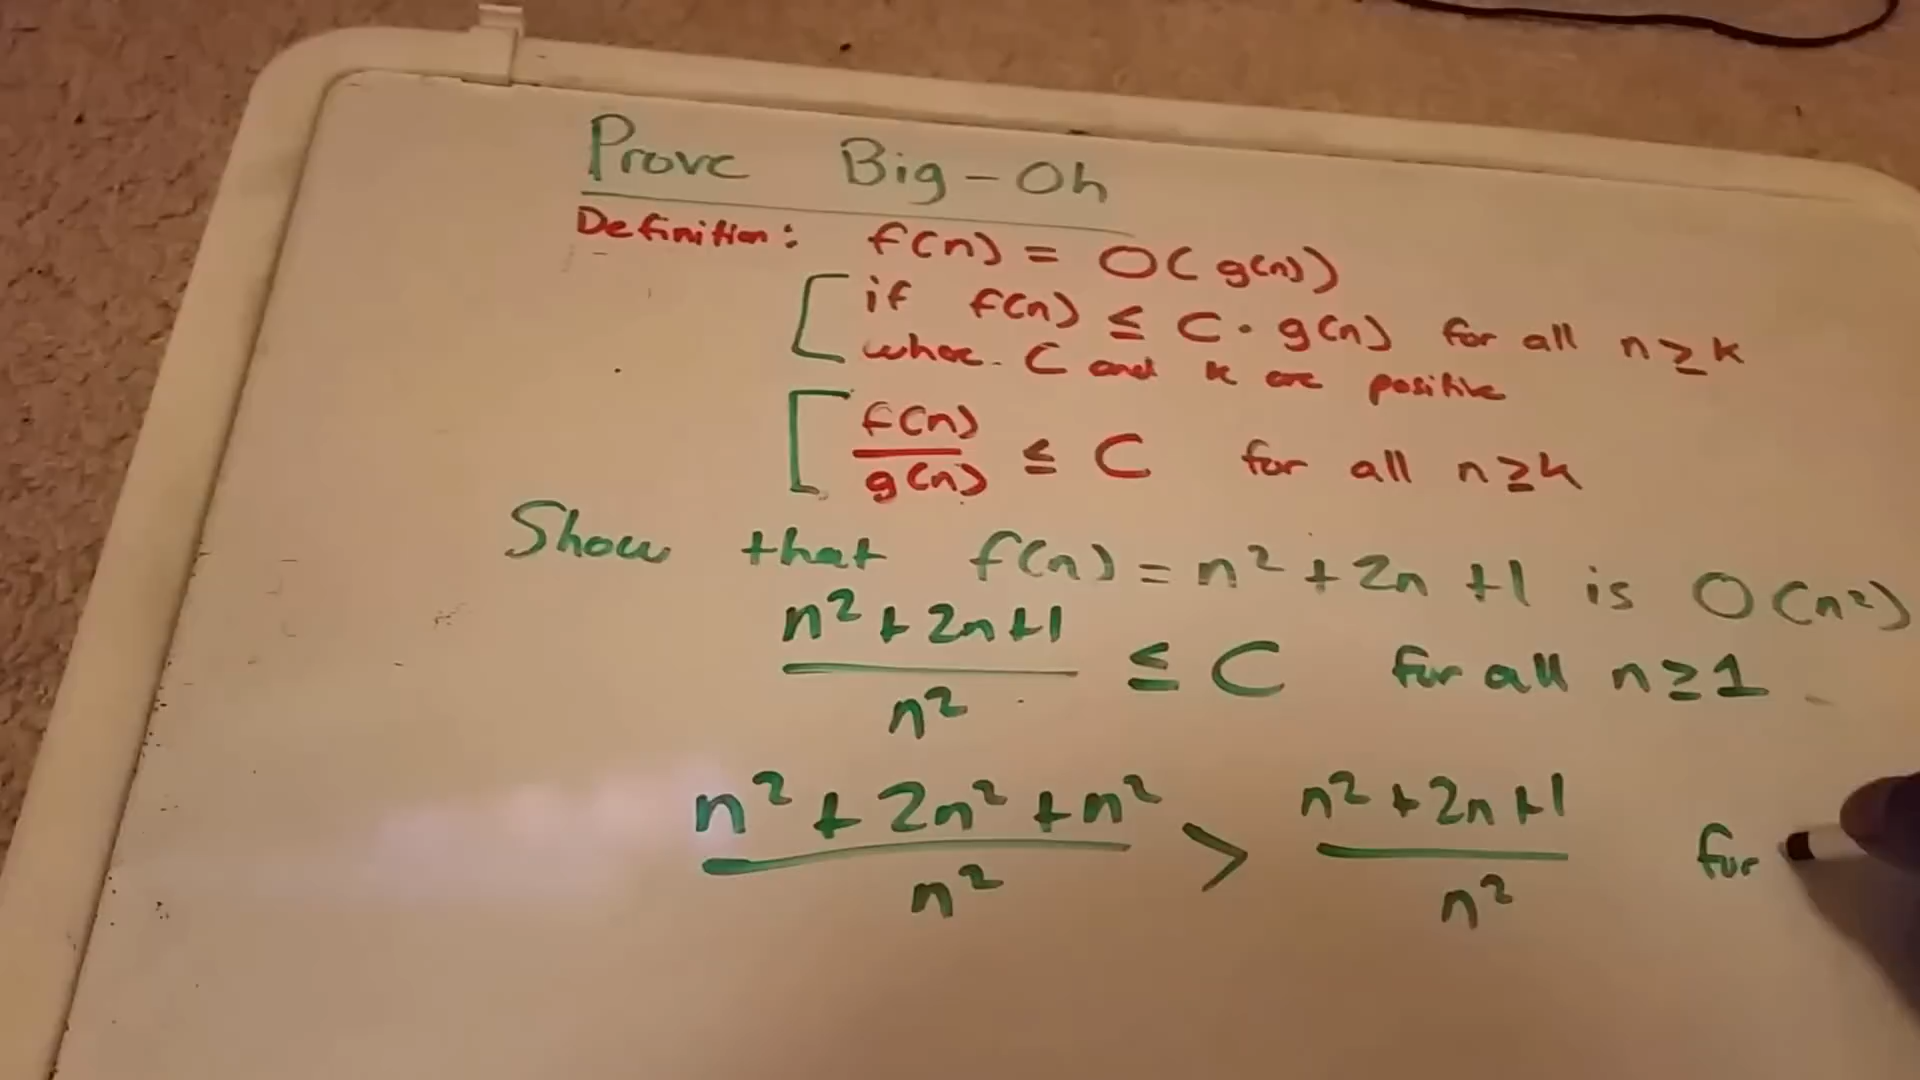 Prove Big-Oh
Definition: f(n) = O(g(n))
if f(n) ≤ C · g(n) for all n ≥ k
where C and k are positive
f(n)/g(n) ≤ C for all n ≥ k
Show that f(n) = n² + 2n + 1 is O(n²)
n² + 2n + 1 / n² ≤ C for all n ≥ 1
n² + 2n² + n² / n² > n² + 2n + 1 / n² for